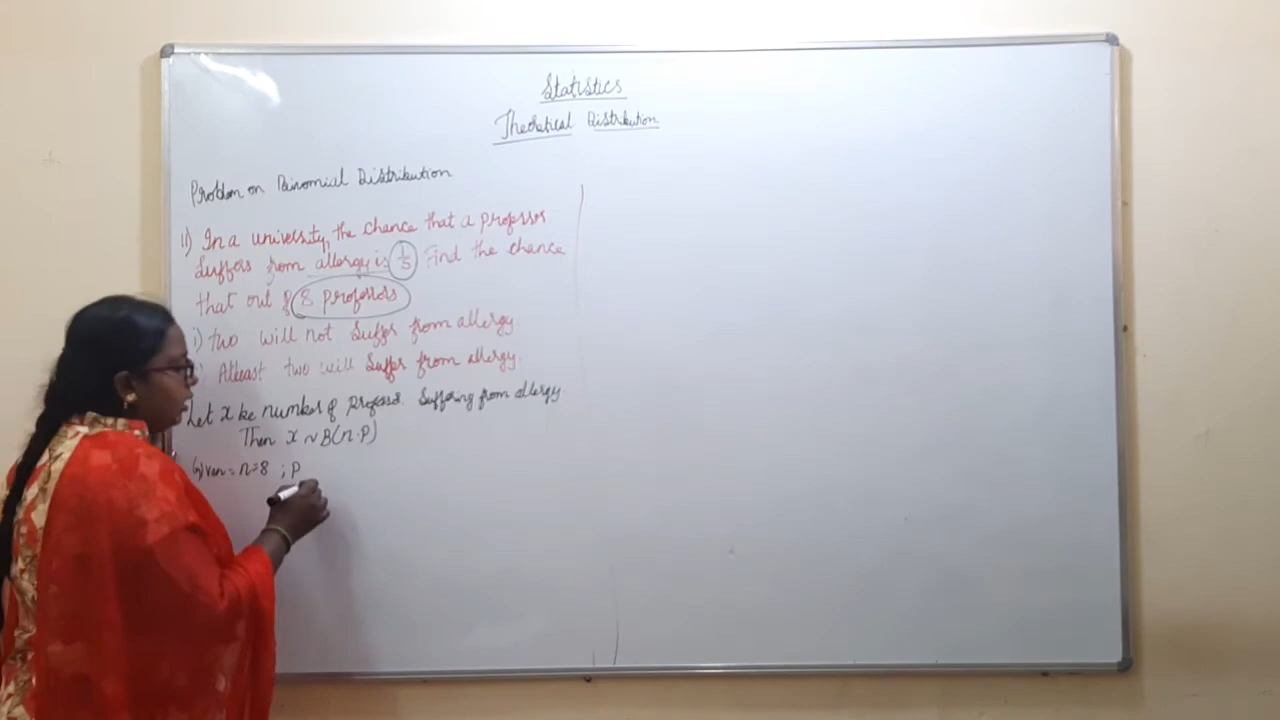 Statistics
Theoretical Distribution
Problem on Binomial Distribution
11) In a university, the chance that a professor
suffers from allergy is 1/5 Find the chance
that out of 8 professors
i) two will not suffer from allergy.
) Atleast two will suffer from allergy.
Let x be number of professor. suffering from allergy
Then x ~ B(n.p)
Given = n=8 ; P